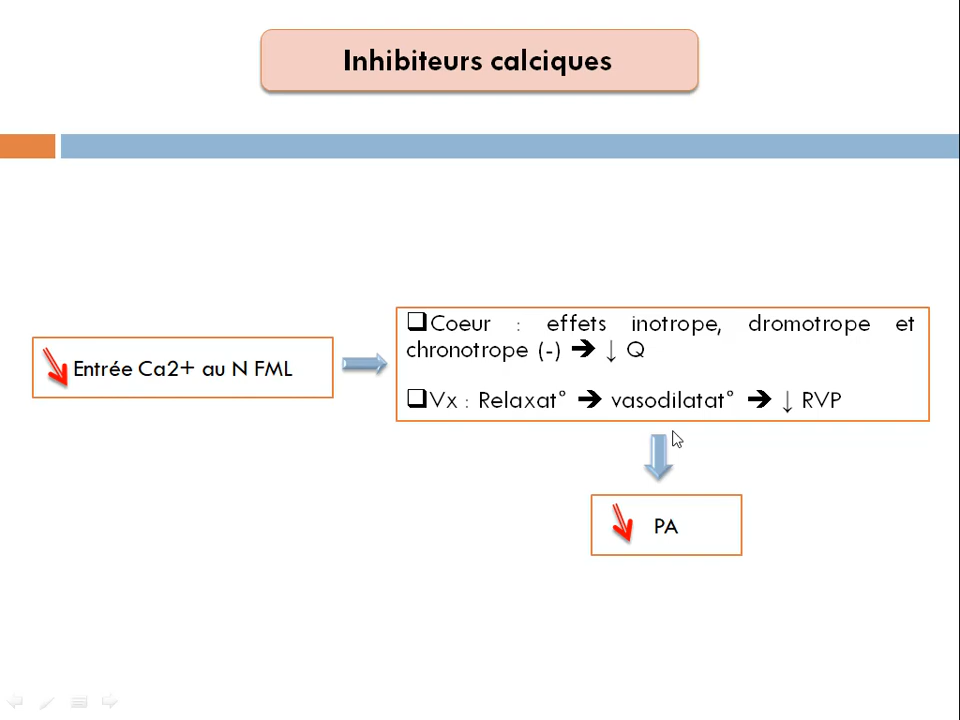 Inhibiteurs calciques
Entrée Ca2+ au N FML
❑Coeur : effets inotrope, dromotrope et
chronotrope (-) ➔ ↓ Q
❑Vx : Relaxat° ➔ vasodilatat° ➔ ↓ RVP
PA